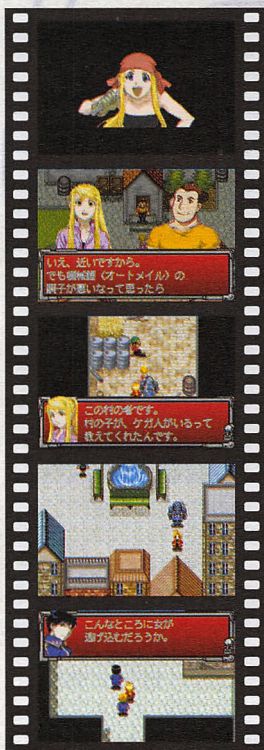 いえ、近いですから。
でも機械鎧〈オートメイル〉の
調子が悪いなって思ったら
この村の者です。
村の子が、ケガ人がいるって
教えてくれたんです。
こんなところに女が
逃げ込むだろうか。